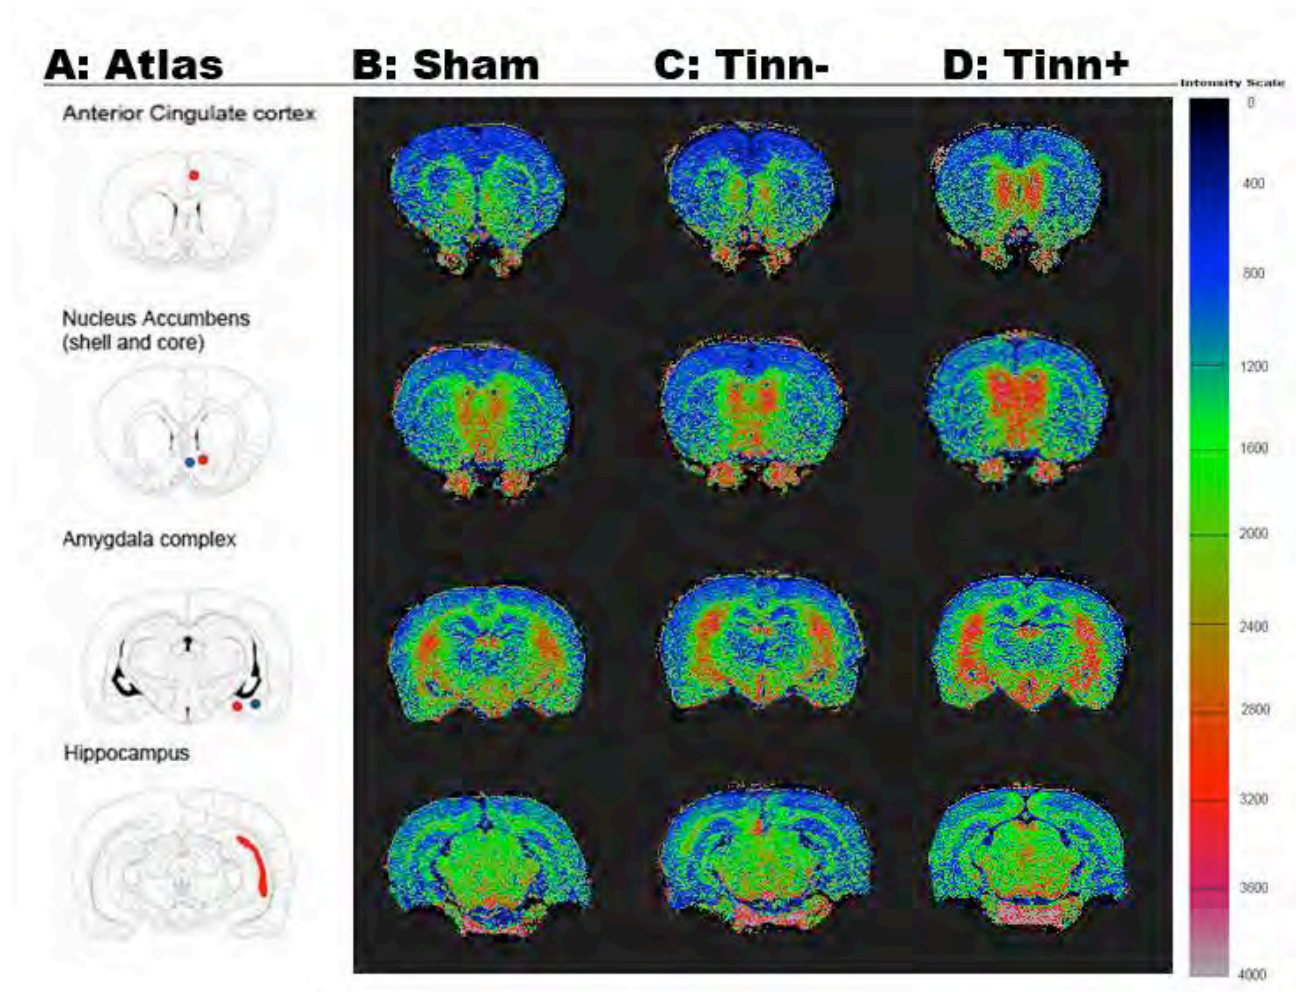 A: Atlas
B: Sham
C: Tinn-
D: Tinn+
Intensity Scale
Anterior Cingulate cortex
Nucleus Accumbens
(shell and core)
Amygdala complex
Hippocampus
0
400
800
1200
1600
2000
2400
2800
3200
3600
4000